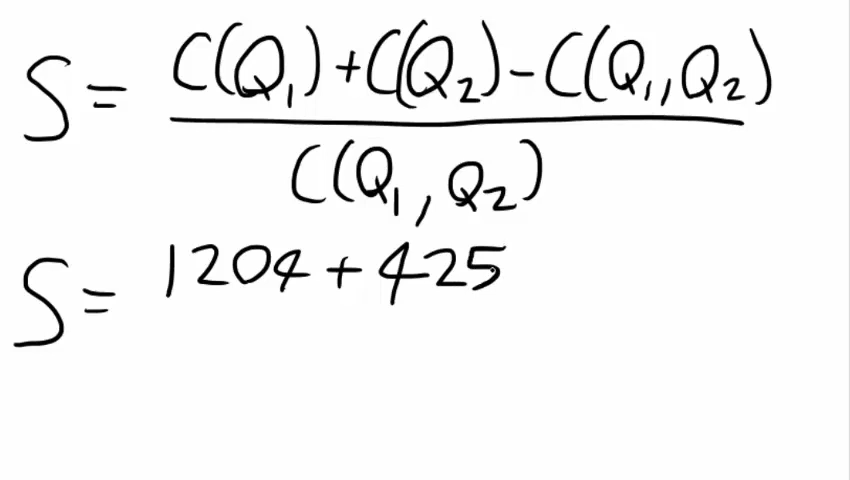 S = C(Q₁) + C(Q₂) - C(Q₁, Q₂)
C(Q₁, Q₂)
S = 1204 + 425